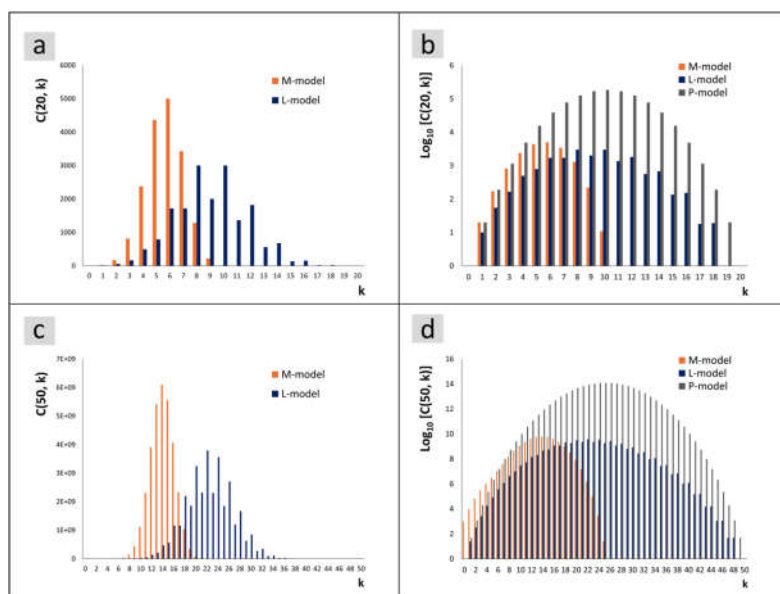 a
C(20, k)
6000
5000
4000
3000
2000
1000
0
M-model
L-model
0 1 2 3 4 5 6 7 8 9 10 11 12 13 14 15 16 17 18 19 20
k
b
Log10 [C(20, k)]
6
5
4
3
2
1
0
M-model
L-model
P-model
0 1 2 3 4 5 6 7 8 9 10 11 12 13 14 15 16 17 18 19 20
k
c
C(50, k)
7E+09
6E+09
5E+09
4E+09
3E+09
2E+09
1E+09
0
M-model
L-model
0 2 4 6 8 10 12 14 16 18 20 22 24 26 28 30 32 34 36 38 40 42 44 46 48 50
k
d
Log10 [C(50, k)]
16
14
12
10
8
6
4
2
0
M-model
L-model
P-model
0 2 4 6 8 10 12 14 16 18 20 22 24 26 28 30 32 34 36 38 40 42 44 46 48 50
k